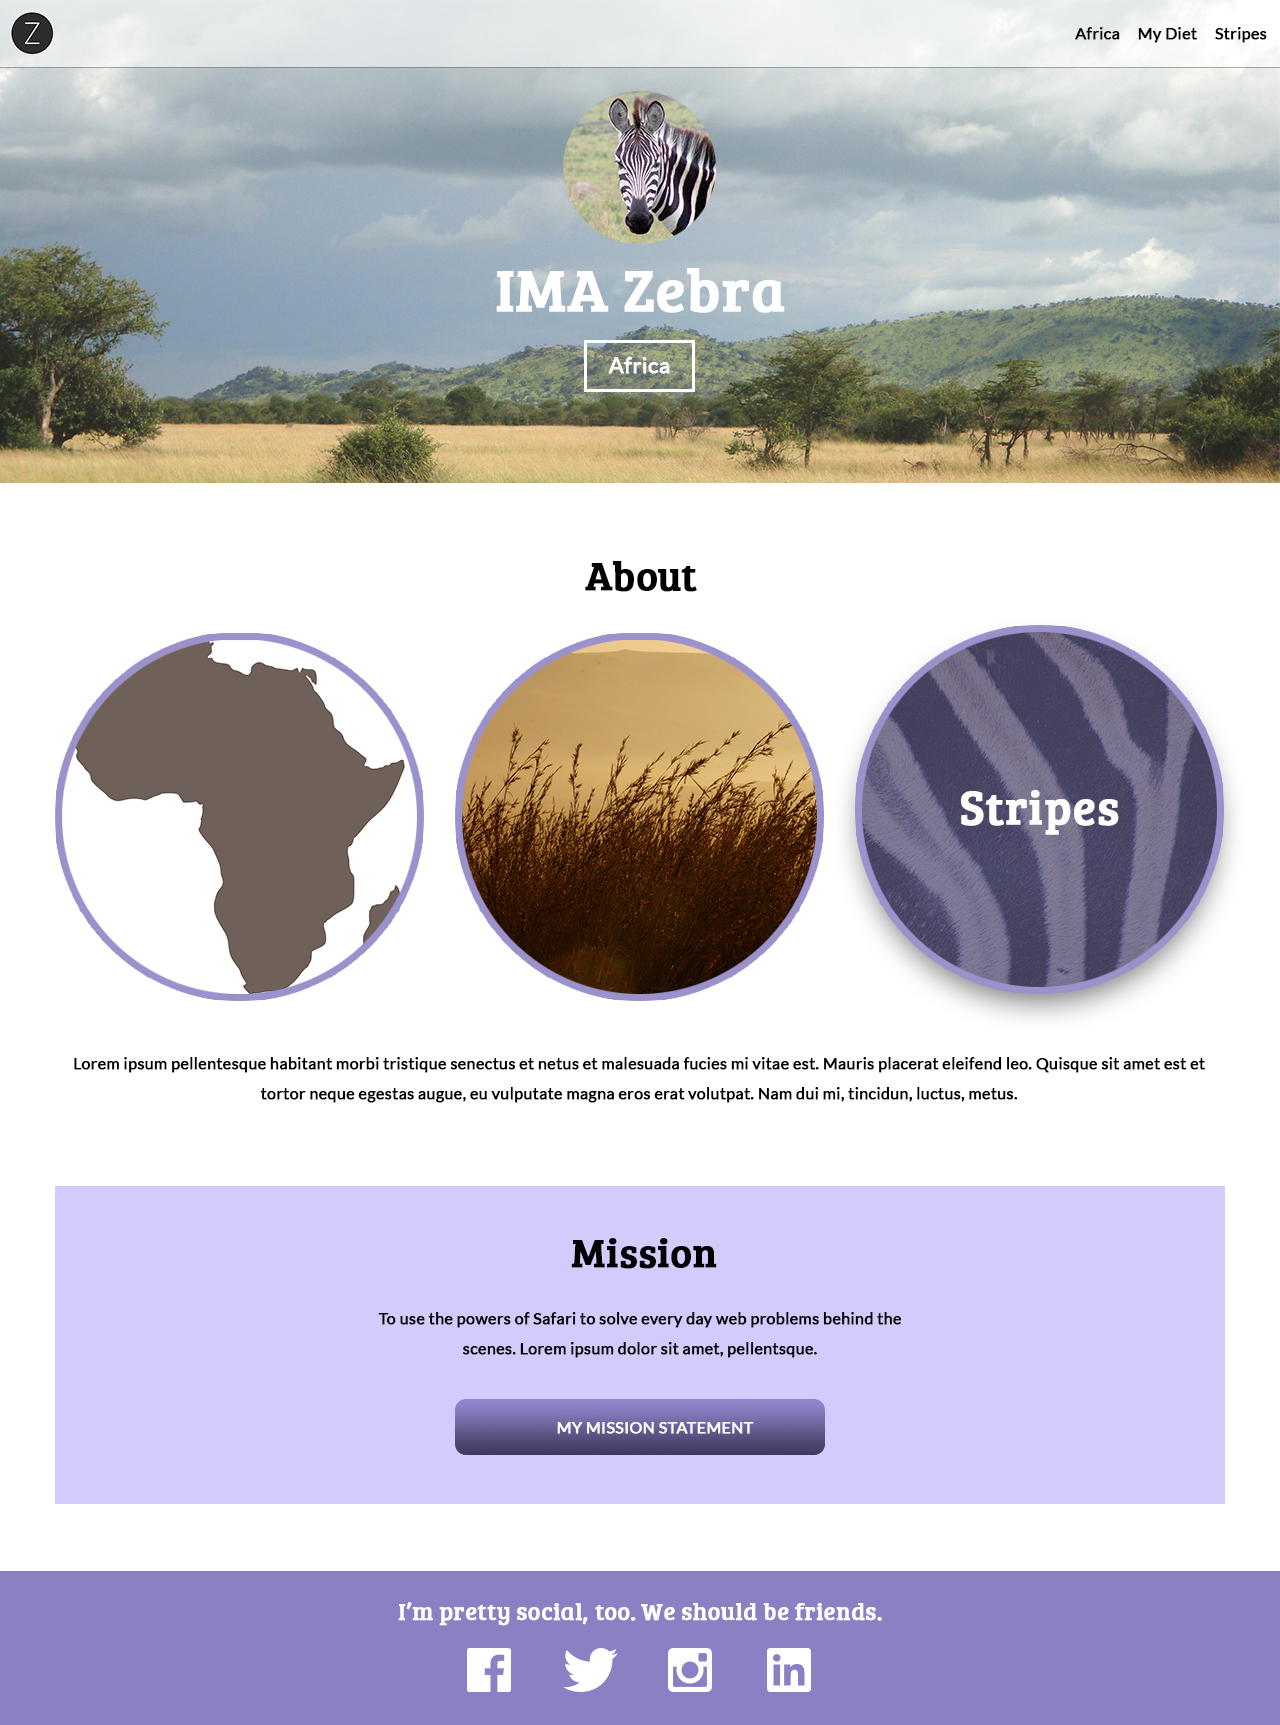 Z
Africa My Diet Stripes
IMA Zebra
Africa
About
Stripes
Lorem ipsum pellentesque habitant morbi tristique senectus et netus et malesuada fucies mi vitae est. Mauris placerat eleifend leo. Quisque sit amet est et
tortor neque egestas augue, eu vulputate magna eros erat volutpat. Nam dui mi, tincidun, luctus, metus.
Mission
To use the powers of Safari to solve every day web problems behind the
scenes. Lorem ipsum dolor sit amet, pellentsque.
MY MISSION STATEMENT
I’m pretty social, too. We should be friends.
f
in